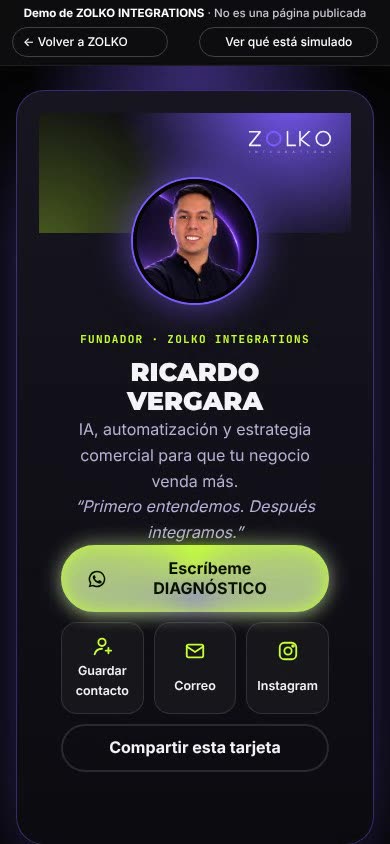 Demo de ZOLKO INTEGRATIONS · No es una página publicada
← Volver a ZOLKO
Ver qué está simulado
ZOLKO
INTEGRATIONS
FUNDADOR · ZOLKO INTEGRATIONS
RICARDO
VERGARA
IA, automatización y estrategia
comercial para que tu negocio
venda más.
“Primero entendemos. Después
integramos.”
Escríbeme
DIAGNÓSTICO
Guardar
contacto
Correo
Instagram
Compartir esta tarjeta